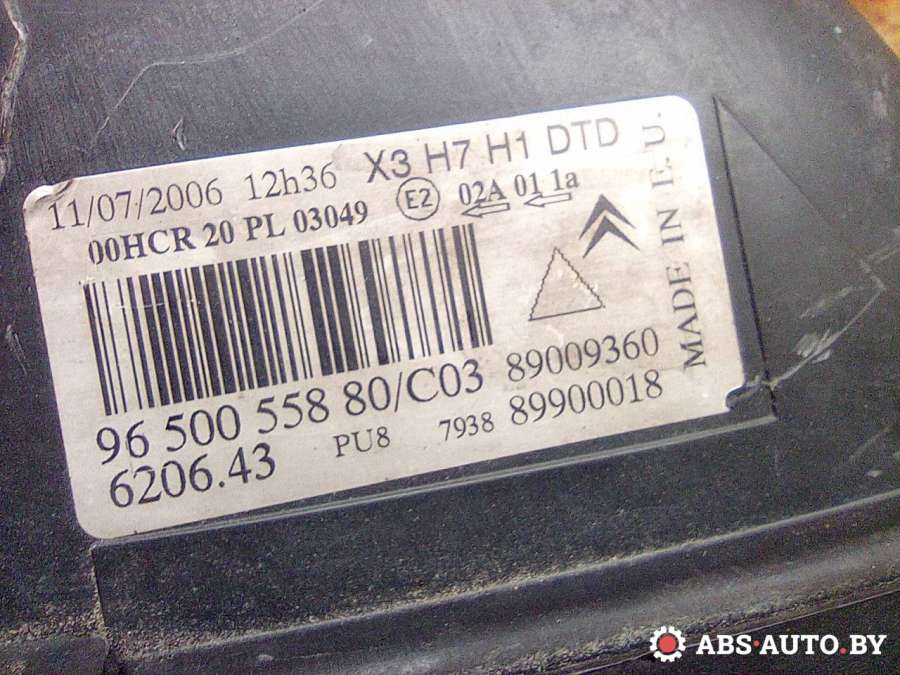 11/07/2006 12h36 X3 H7 H1 DTD
00HCR 20 PL 03049 E2 02A 01 1a
MADE IN E.U.
96 500 558 80/C03 89009360
6206.43 PU8 7938 89900018
ABS·AUTO.BY